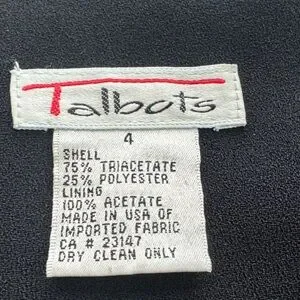 Talbots
4
SHELL
75% TRIACETATE
25% POLYESTER
LINING
100% ACETATE
MADE IN USA OF
IMPORTED FABRIC
CA # 23147
DRY CLEAN ONLY